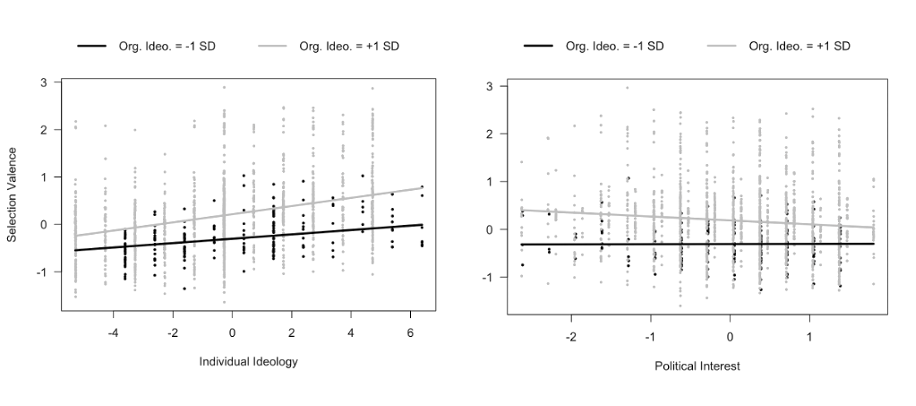 Org. Ideo. = -1 SD
Org. Ideo. = +1 SD
3
2
1
0
-1
Selection Valence
-4
-2
0
2
4
6
Individual Ideology
Org. Ideo. = -1 SD
Org. Ideo. = +1 SD
3
2
1
0
-1
-2
-1
0
1
Political Interest